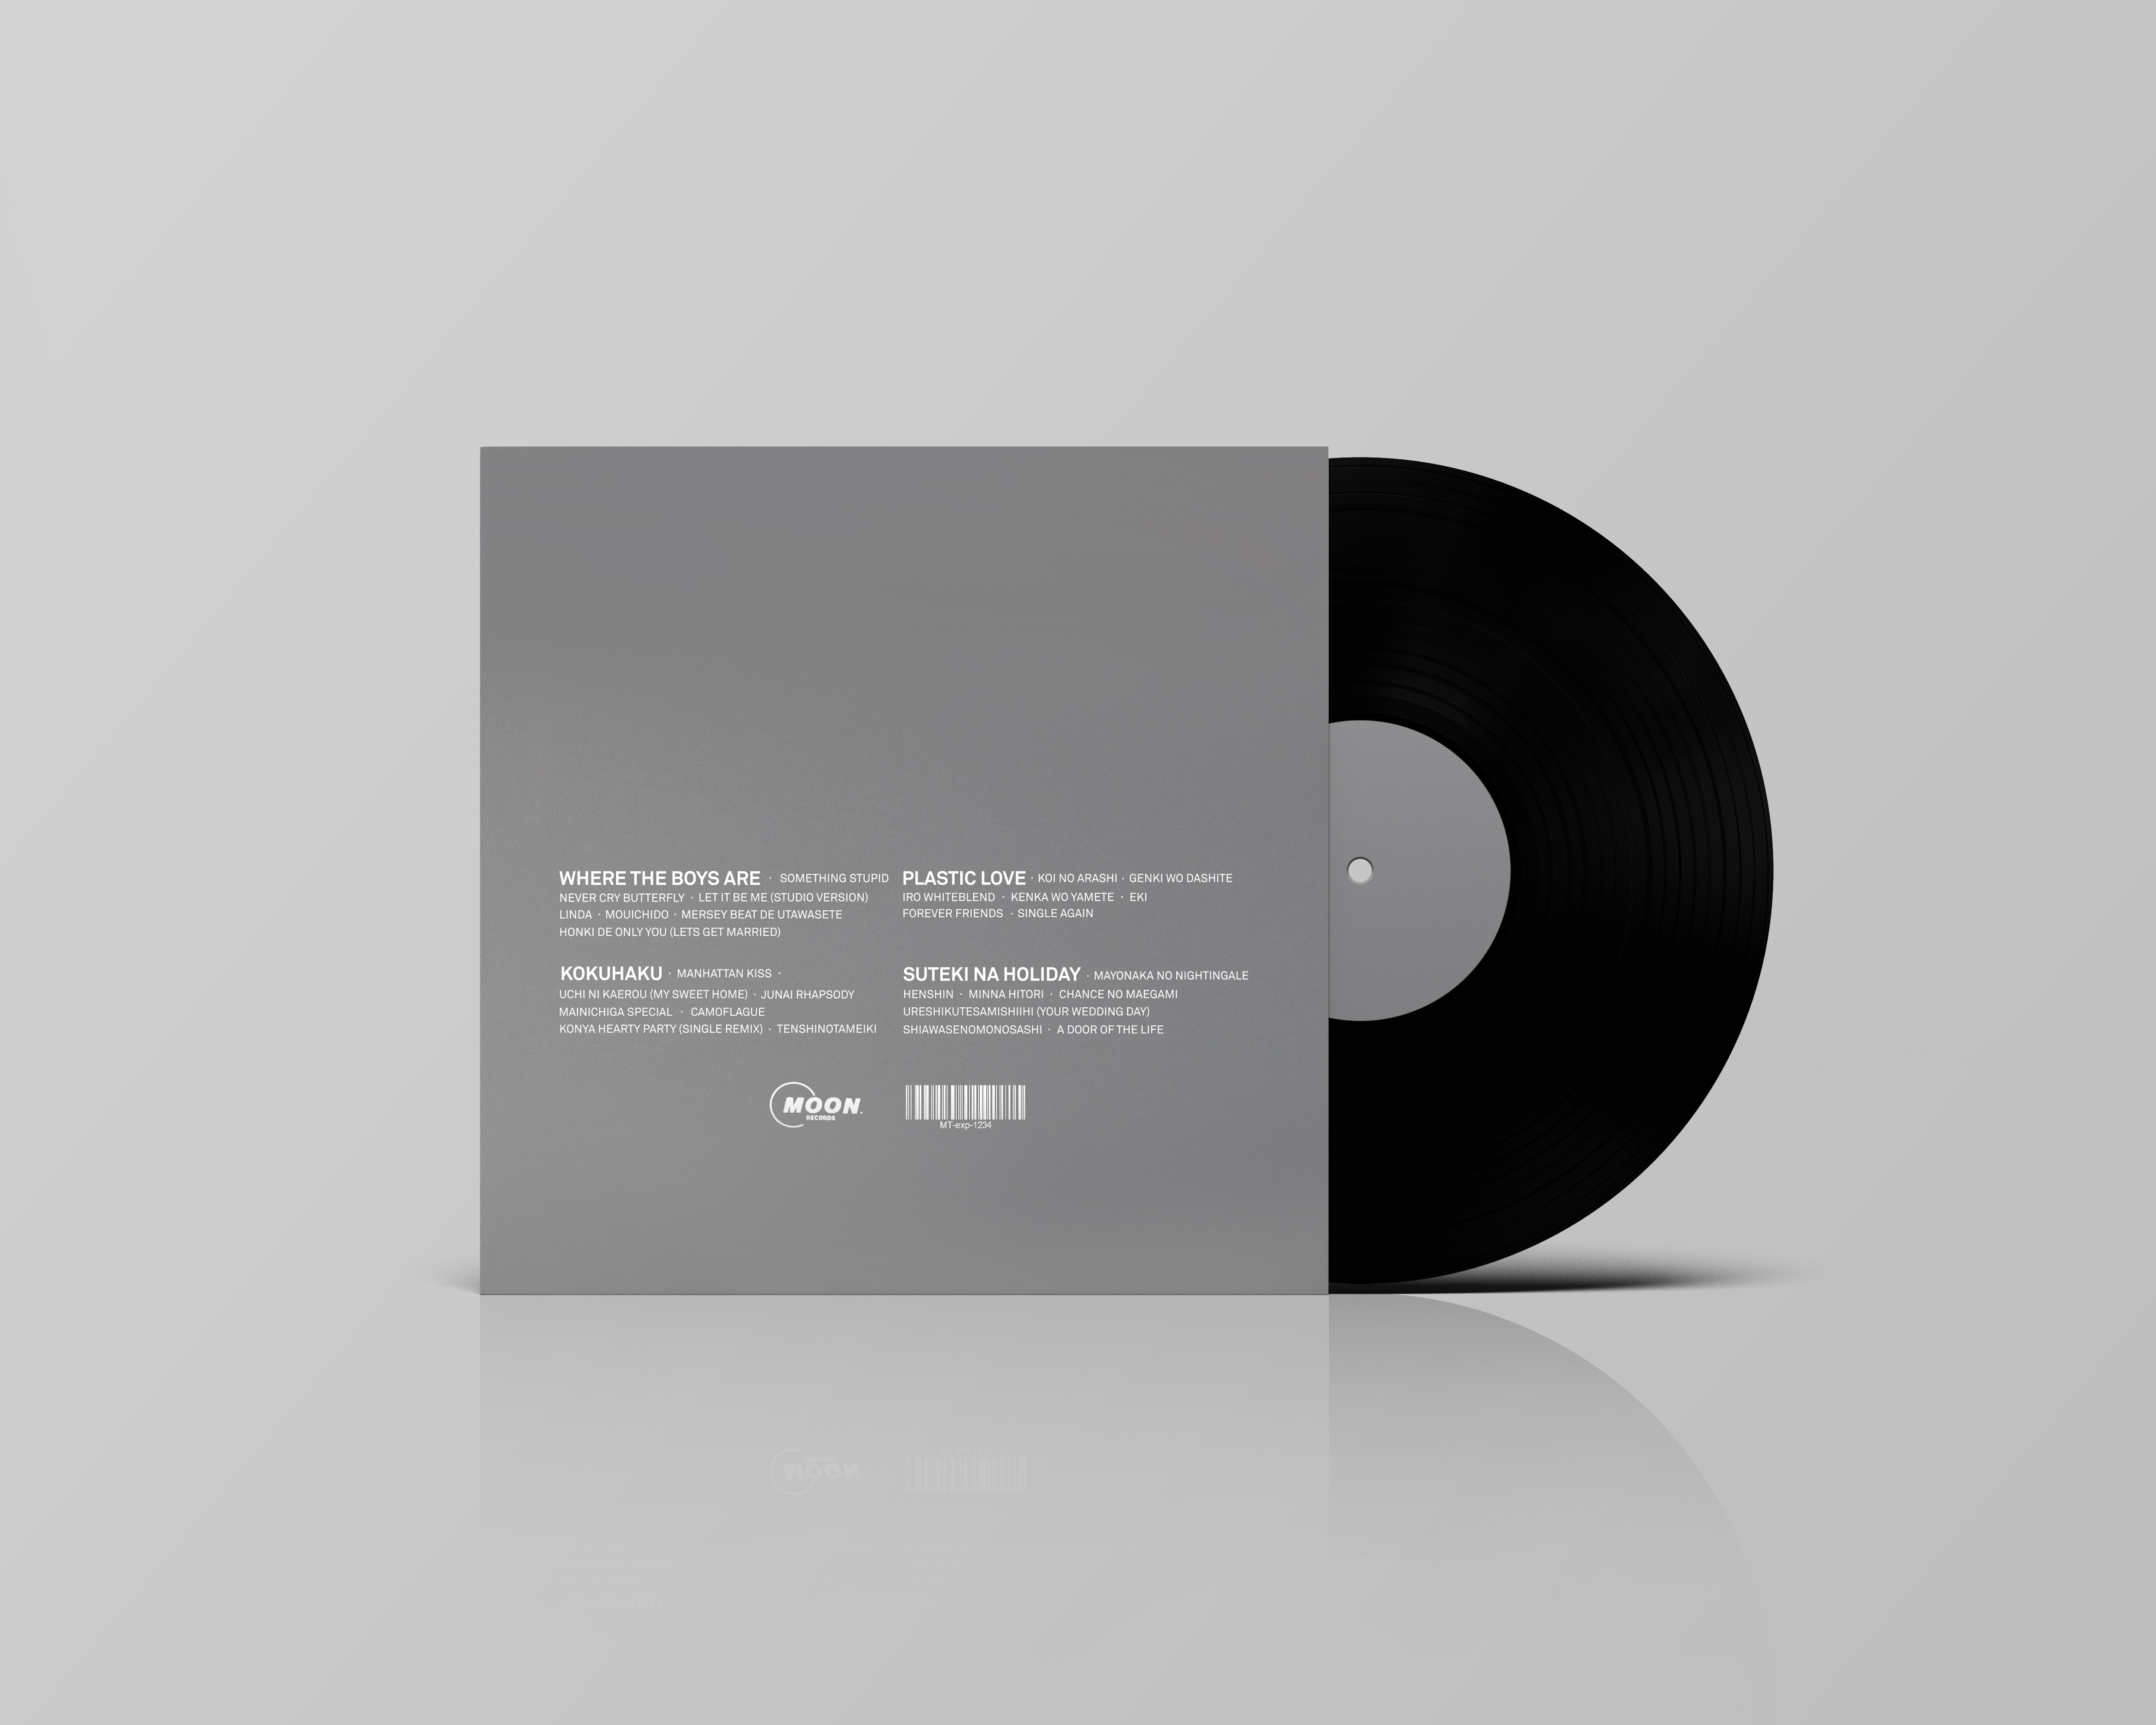 WHERE THE BOYS ARE · SOMETHING STUPID
NEVER CRY BUTTERFLY · LET IT BE ME (STUDIO VERSION)
LINDA · MOUICHIDO · MERSEY BEAT DE UTAWASETE
HONKI DE ONLY YOU (LETS GET MARRIED)
PLASTIC LOVE · KOI NO ARASHI · GENKI WO DASHITE
IRO WHITEBLEND · KENKA WO YAMETE · EKI
FOREVER FRIENDS · SINGLE AGAIN
KOKUHAKU · MANHATTAN KISS ·
UCHI NI KAEROU (MY SWEET HOME) · JUNAI RHAPSODY
MAINICHIGA SPECIAL · CAMOFLAGUE
KONYA HEARTY PARTY (SINGLE REMIX) · TENSHINOTAMEIKI
SUTEKI NA HOLIDAY · MAYONAKA NO NIGHTINGALE
HENSHIN · MINNA HITORI · CHANCE NO MAEGAMI
URESHIKUTESAMISHIIHI (YOUR WEDDING DAY)
SHIAWASENOMONOSASHI · A DOOR OF THE LIFE
MOON.
RECORDS
MT-exp-1234